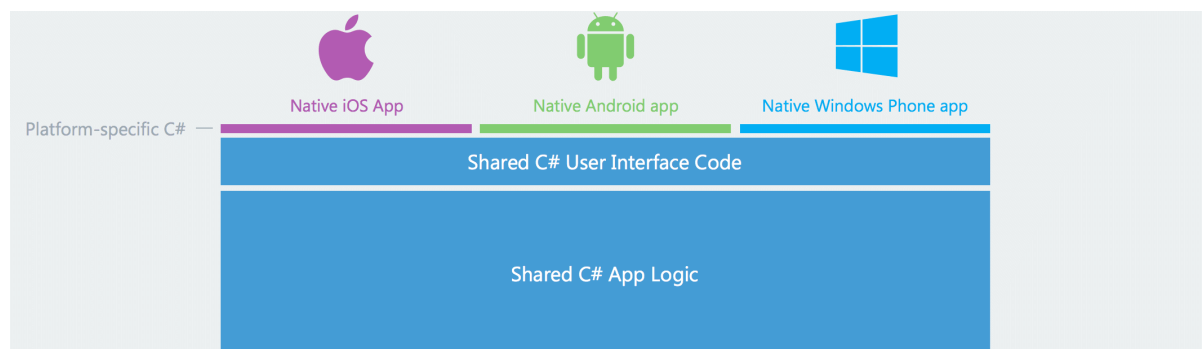 Native iOS App
Native Android app
Native Windows Phone app
Platform-specific C#
Shared C# User Interface Code
Shared C# App Logic